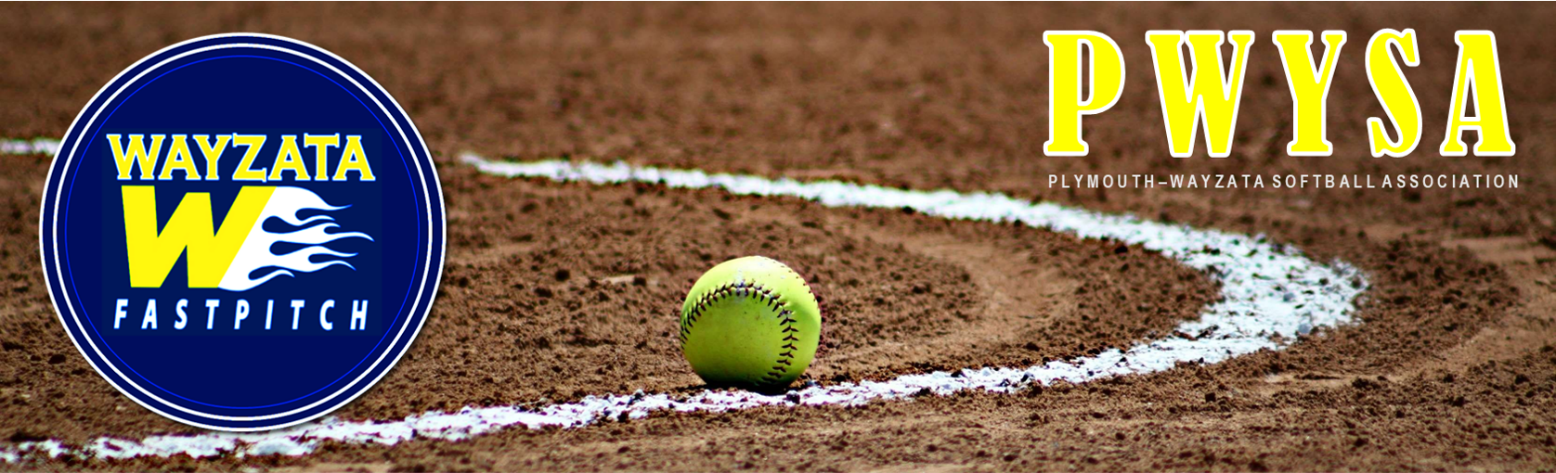 WAYZATA
W
FASTPITCH
PWYSA
PLYMOUTH–WAYZATA SOFTBALL ASSOCIATION